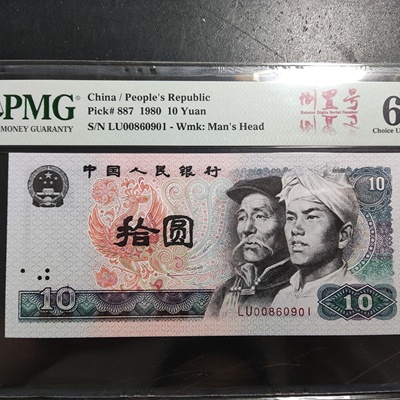 PMG
MONEY GUARANTY
China / People's Republic
Pick# 887 1980 10 Yuan
S/N LU00860901 - Wmk: Man's Head
倒置号
6
Choice U
中国人民银行
10
拾圆
10
10
LU00860901